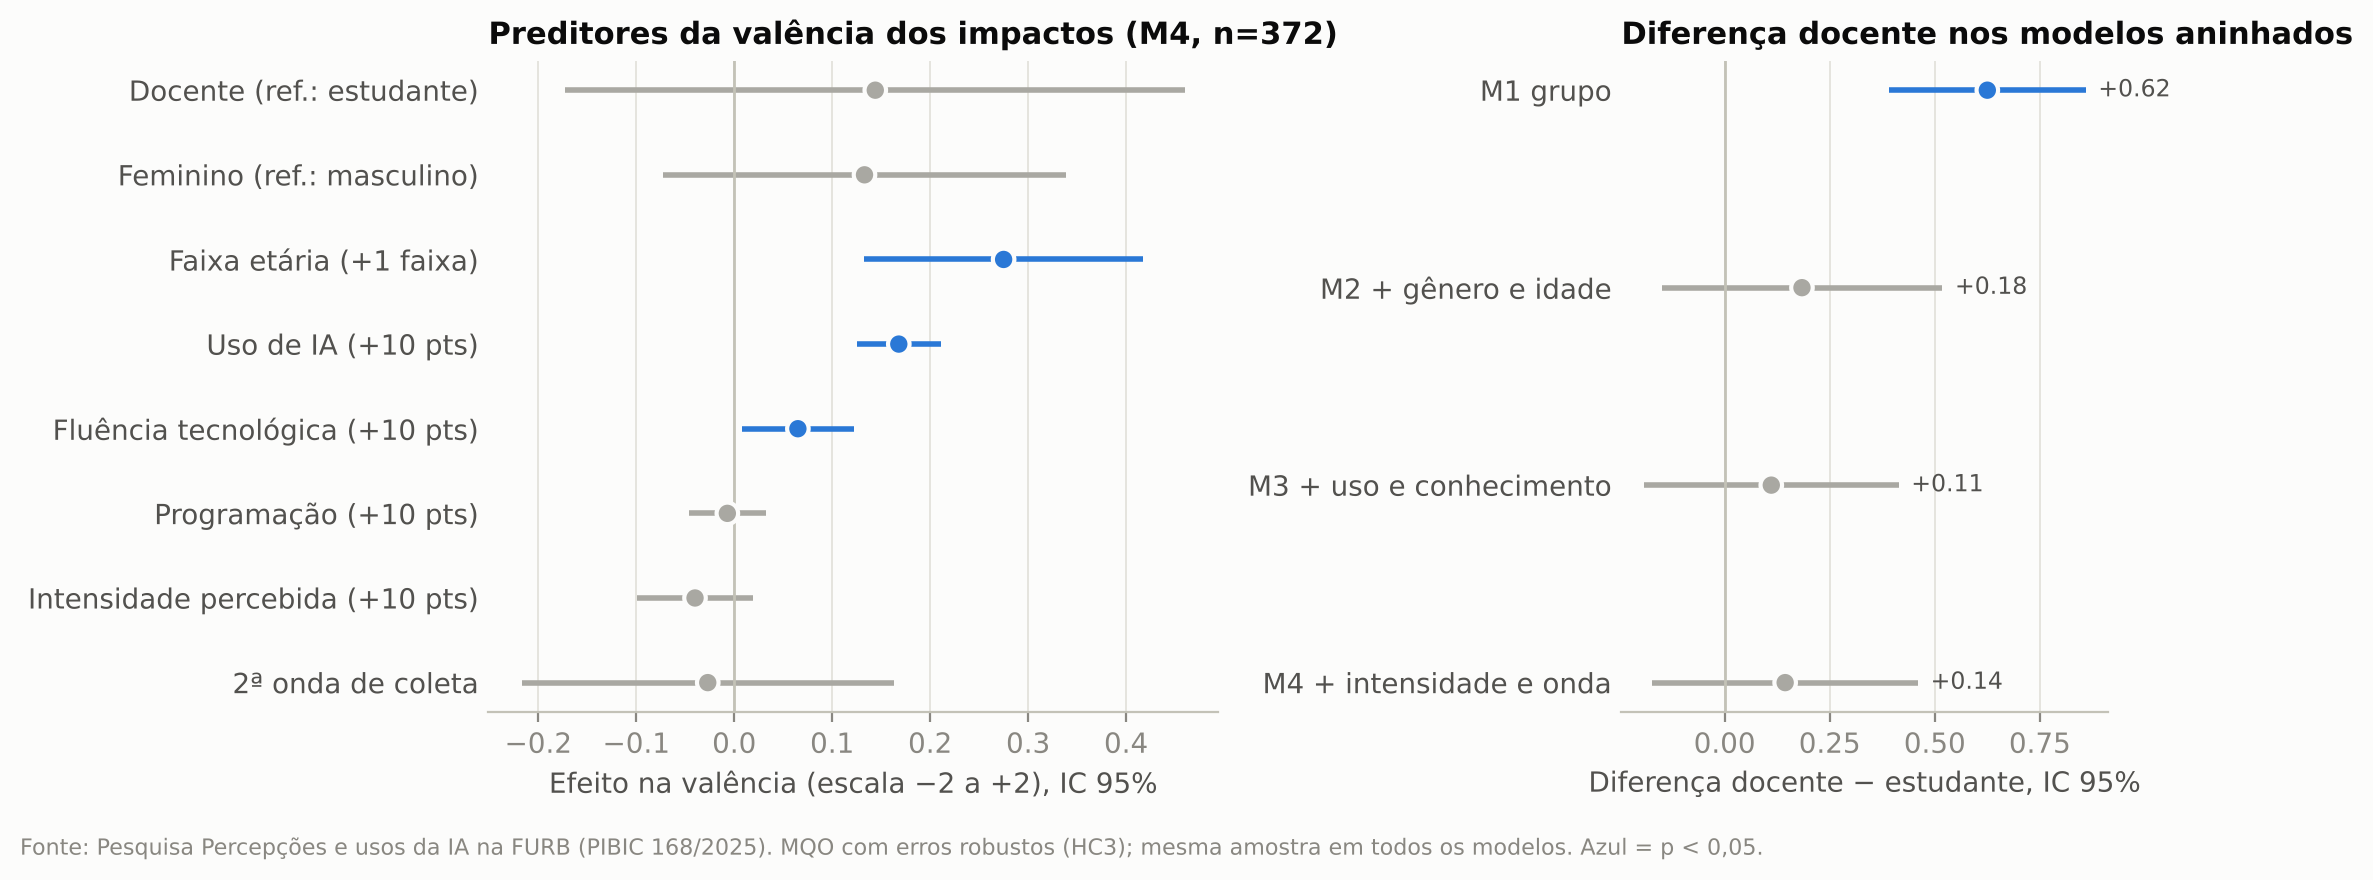 Preditores da valência dos impactos (M4, n=372)
Docente (ref.: estudante)
Feminino (ref.: masculino)
Faixa etária (+1 faixa)
Uso de IA (+10 pts)
Fluência tecnológica (+10 pts)
Programação (+10 pts)
Intensidade percebida (+10 pts)
2ª onda de coleta
−0.2 −0.1 0.0 0.1 0.2 0.3 0.4
Efeito na valência (escala −2 a +2), IC 95%
Diferença docente nos modelos aninhados
M1 grupo +0.62
M2 + gênero e idade +0.18
M3 + uso e conhecimento +0.11
M4 + intensidade e onda +0.14
0.00 0.25 0.50 0.75
Diferença docente − estudante, IC 95%
Fonte: Pesquisa Percepções e usos da IA na FURB (PIBIC 168/2025). MQO com erros robustos (HC3); mesma amostra em todos os modelos. Azul = p < 0,05.